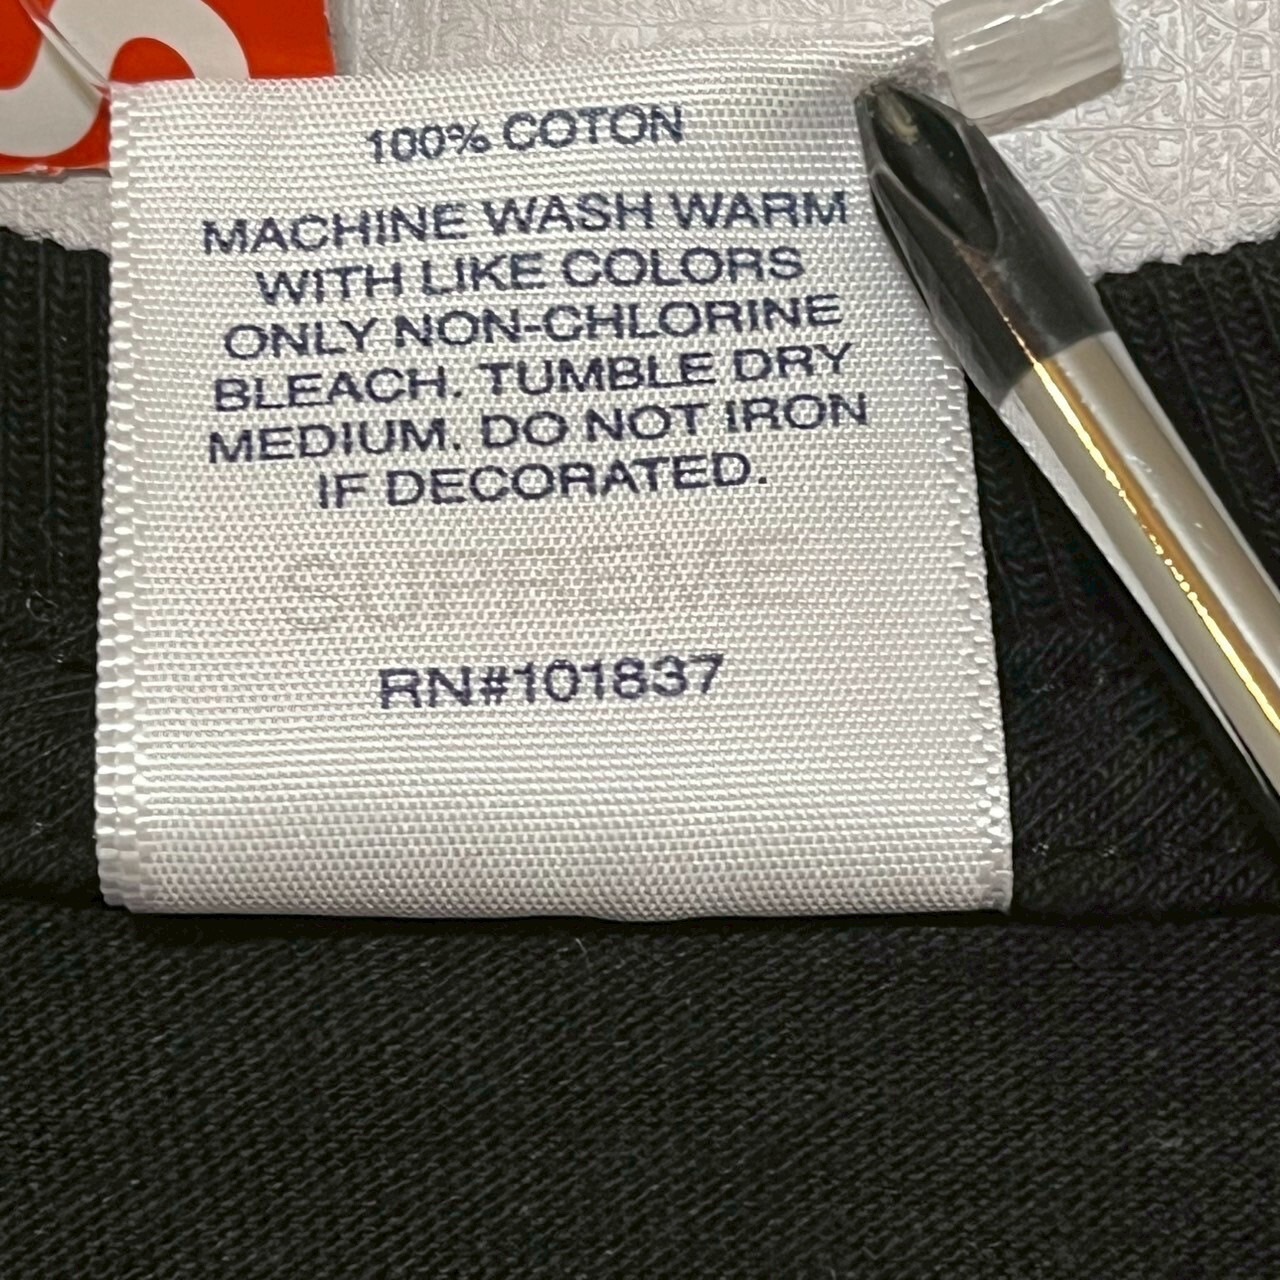 S
100% COTON
MACHINE WASH WARM
WITH LIKE COLORS
ONLY NON-CHLORINE
BLEACH. TUMBLE DRY
MEDIUM. DO NOT IRON
IF DECORATED.
RN#101837